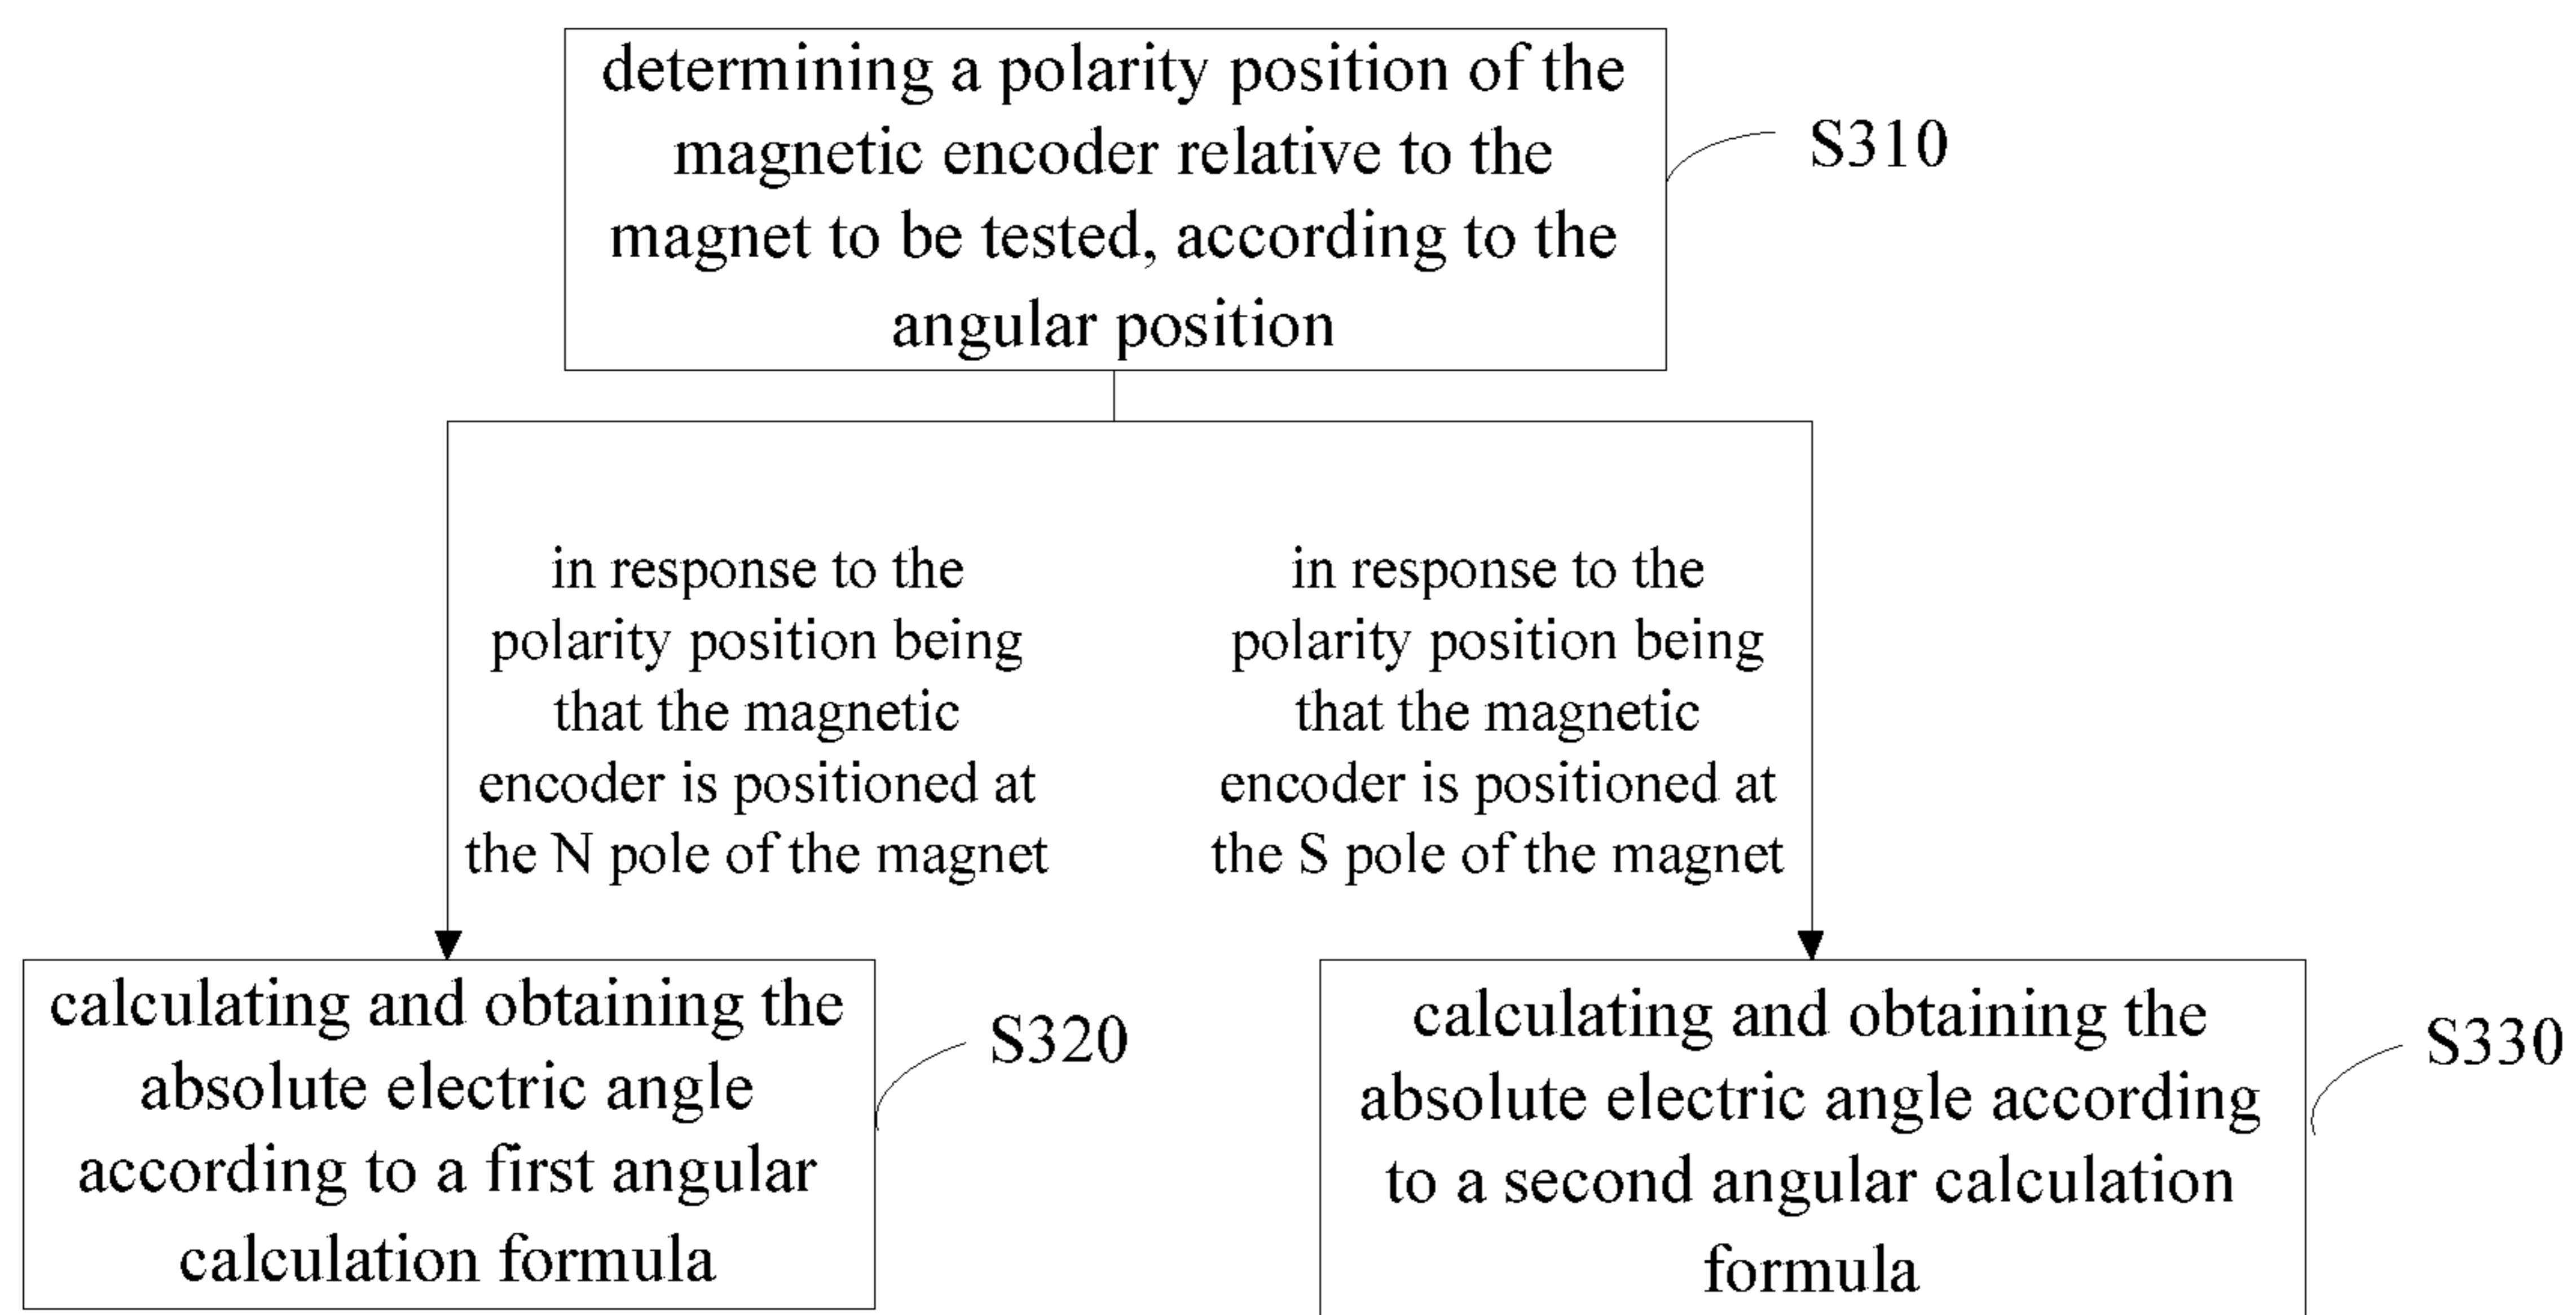 determining a polarity position of the
magnetic encoder relative to the
magnet to be tested, according to the
angular position
S310
in response to the
polarity position being
that the magnetic
encoder is positioned at
the N pole of the magnet
in response to the
polarity position being
that the magnetic
encoder is positioned at
the S pole of the magnet
calculating and obtaining the
absolute electric angle
according to a first angular
calculation formula
S320
calculating and obtaining the
absolute electric angle according
to a second angular calculation
formula
S330